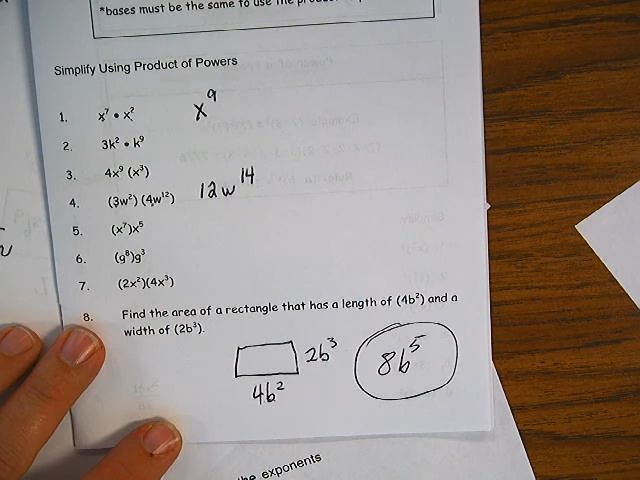 *bases must be the same to use the product
Simplify Using Product of Powers
1. x⁷ • x² x⁹
2. 3k² • k⁹
3. 4x⁹ (x³)
4. (3w²) (4w¹²) 12w¹⁴
5. (x⁷)x⁵
6. (g⁸)g³
7. (2x²)(4x³)
8. Find the area of a rectangle that has a length of (4b²) and a
width of (2b³).
2b³
4b²
8b⁵
the exponents